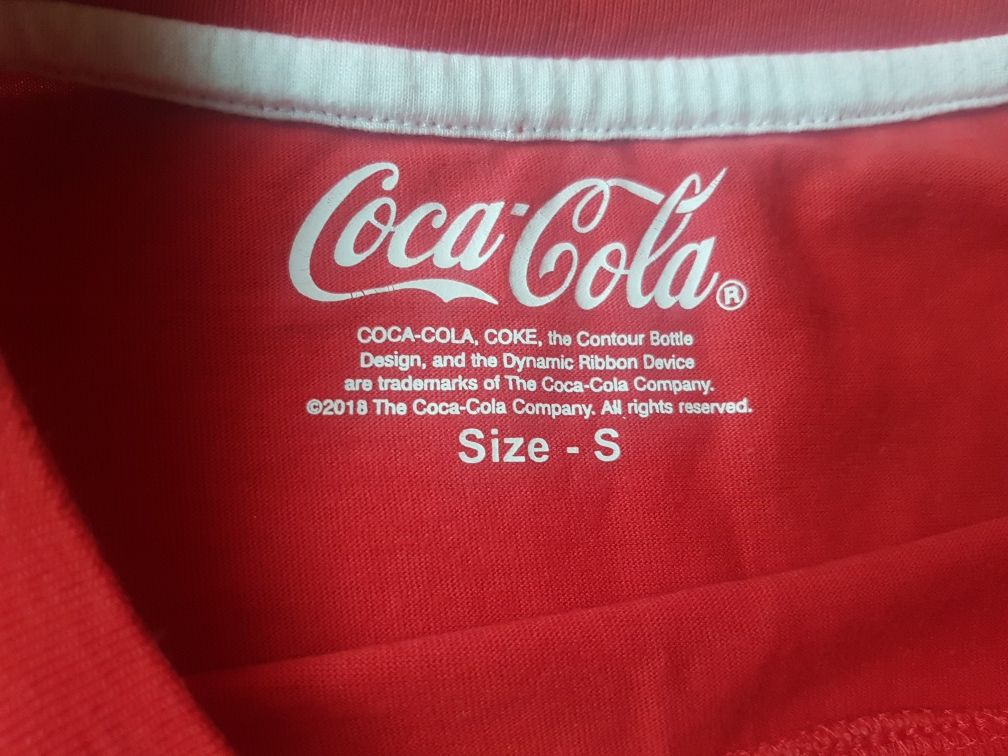 Coca-Cola®
COCA-COLA, COKE, the Contour Bottle
Design, and the Dynamic Ribbon Device
are trademarks of The Coca-Cola Company.
©2018 The Coca-Cola Company. All rights reserved.
Size - S